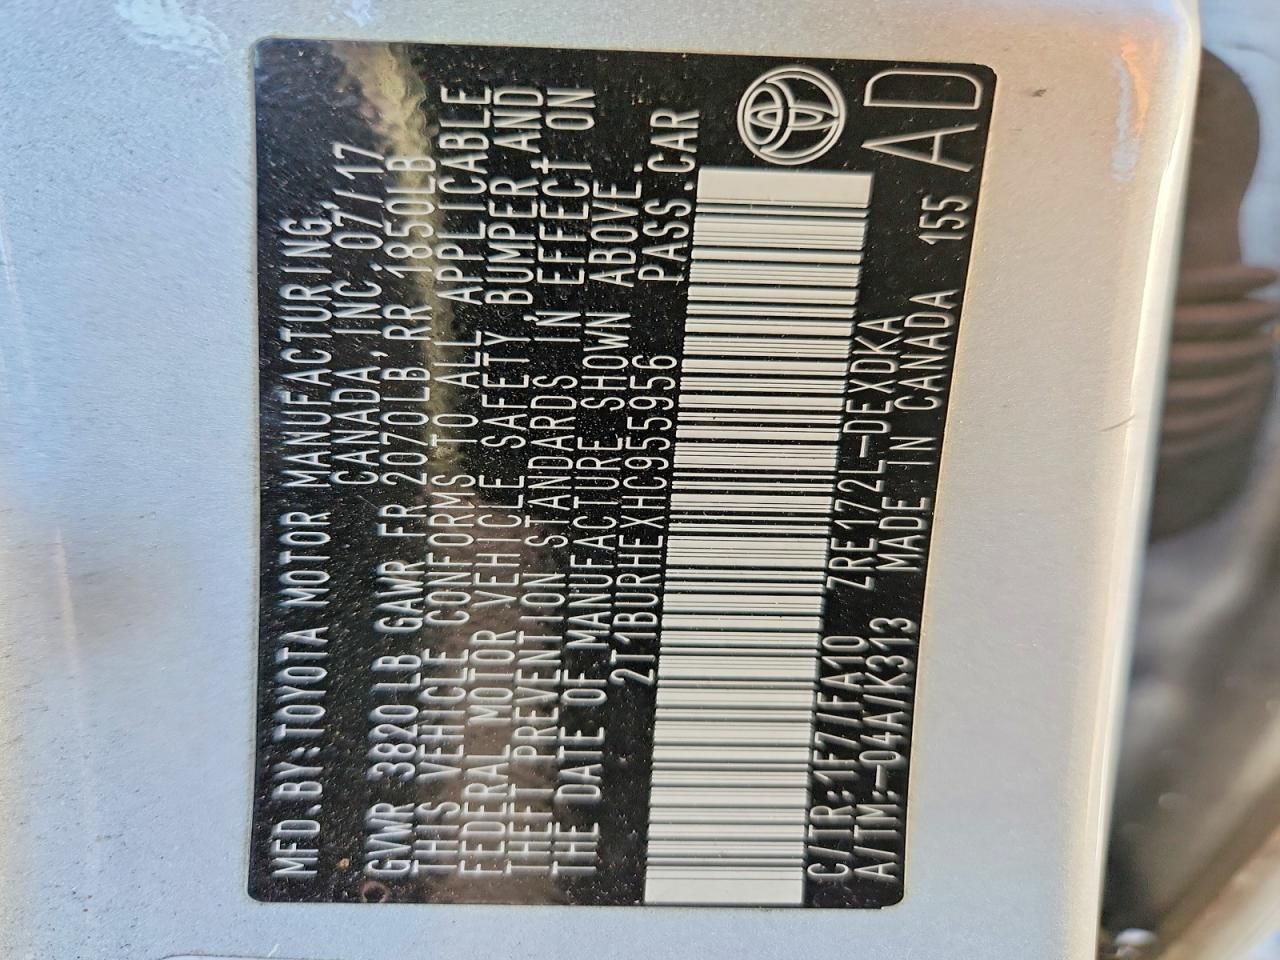 MFD.BY:TOYOTA MOTOR MANUFACTURING,
CANADA, INC. 07/17
GVWR 3820LB GAWR FR 2070LB RR 1850LB
THIS VEHICLE CONFORMS TO ALL APPLICABLE
FEDERAL MOTOR VEHICLE SAFETY, BUMPER AND
THEFT PREVENTION STANDARDS IN EFFECT ON
THE DATE OF MANUFACTURE SHOWN ABOVE.
2T1BURHEXHC955956 PASS.CAR
C/TR:1F7/FA10 ZRE172L-DEXDKA
A/TM:-04A/K313 MADE IN CANADA 155 AD